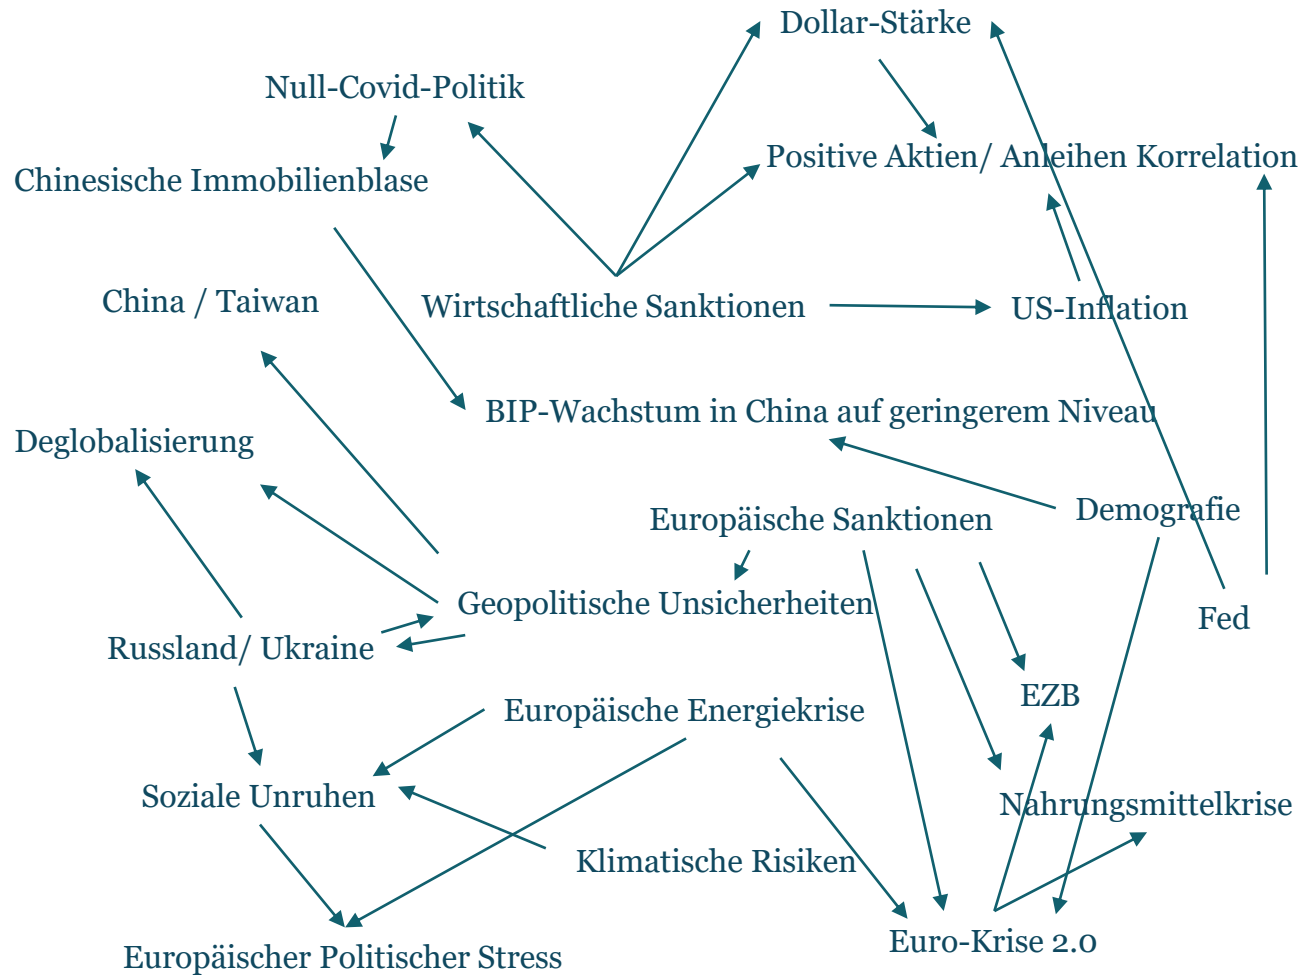 Dollar-Stärke
Null-Covid-Politik
Positive Aktien/ Anleihen Korrelation
Chinesische Immobilienblase
China / Taiwan
Wirtschaftliche Sanktionen
US-Inflation
BIP-Wachstum in China auf geringerem Niveau
Deglobalisierung
Demografie
Europäische Sanktionen
Geopolitische Unsicherheiten
Fed
Russland/ Ukraine
EZB
Europäische Energiekrise
Soziale Unruhen
Nahrungsmittelkrise
Klimatische Risiken
Euro-Krise 2.0
Europäischer Politischer Stress